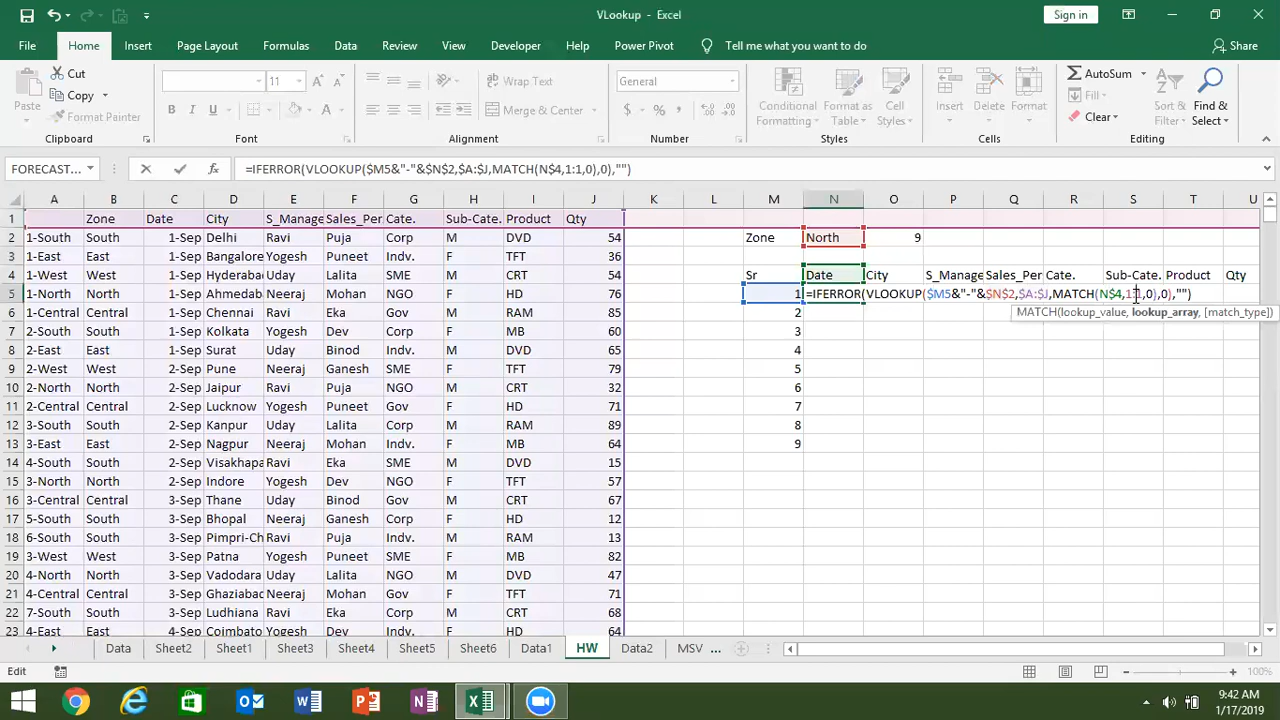 VLookup - Excel
Sign in
File Home Insert Page Layout Formulas Data Review View Developer Help Power Pivot Tell me what you want to do Share
Cut
Copy
Format Painter
Paste
Clipboard
11
Font
Wrap Text
Merge & Center
Alignment
General
Number
Conditional Formatting
Format as Table
Cell Styles
Styles
Insert Delete Format
Cells
AutoSum
Fill
Clear
Sort & Filter
Find & Select
Editing
FORECAST... =IFERROR(VLOOKUP($M5&"-"&$N$2,$A:$J,MATCH(N$4,1:1,0),0),"")
A B C D E F G H I J K L M N O P Q R S T U
1 Zone Date City S_Manage Sales_Per Cate. Sub-Cate. Product Qty
2 1-South South 1-Sep Delhi Ravi Puja Corp M DVD 54 Zone North 9
3 1-East East 1-Sep Bangalore Yogesh Puneet Indv. F TFT 36
4 1-West West 1-Sep Hyderabad Uday Lalita SME M CRT 54 Sr Date City S_Manage Sales_Per Cate. Sub-Cate. Product Qty
5 1-North North 1-Sep Ahmedab Neeraj Mohan NGO F HD 76 1 =IFERROR(VLOOKUP($M5&"-"&$N$2,$A:$J,MATCH(N$4,1:1,0),0),"")
6 1-Central Central 1-Sep Chennai Ravi Eka Gov M RAM 59 2 MATCH(lookup_value, lookup_array, [match_type])
7 2-South South 2-Sep Kolkata Yogesh Dev Corp F MB 60 3
8 2-East East 2-Sep Surat Uday Binod Indv. M DVD 65 4
9 2-West West 2-Sep Pune Neeraj Ganesh SME F TFT 79 5
10 2-North North 2-Sep Jaipur Ravi Puja NGO M CRT 32 6
11 2-Central Central 2-Sep Lucknow Yogesh Puneet Gov F HD 71 7
12 3-South South 2-Sep Kanpur Uday Lalita Corp M RAM 89 8
13 3-East East 2-Sep Nagpur Neeraj Mohan Indv. F MB 64 9
14 4-South South 2-Sep Visakhapa Ravi Eka SME M DVD 15
15 3-North North 2-Sep Indore Yogesh Dev NGO F TFT 57
16 3-Central Central 3-Sep Thane Uday Binod Gov M CRT 67
17 5-South South 3-Sep Bhopal Neeraj Ganesh Corp F HD 12
18 6-South South 3-Sep Pimpri-Ch Ravi Puja Indv. M RAM 13
19 3-West West 3-Sep Patna Yogesh Puneet SME F MB 82
20 4-North North 3-Sep Vadodara Uday Lalita NGO M DVD 47
21 4-Central Central 3-Sep Ghaziabad Neeraj Mohan Gov F TFT 71
22 7-South South 3-Sep Ludhiana Ravi Eka Corp M CRT 68
23 4-East East 4-Sep Coimbato Yogesh Dev Indv. F HD 64
Data Sheet2 Sheet1 Sheet3 Sheet4 Sheet5 Sheet6 Data1 HW Data2 MSV ...
Edit 100%
9:42 AM
1/17/2019